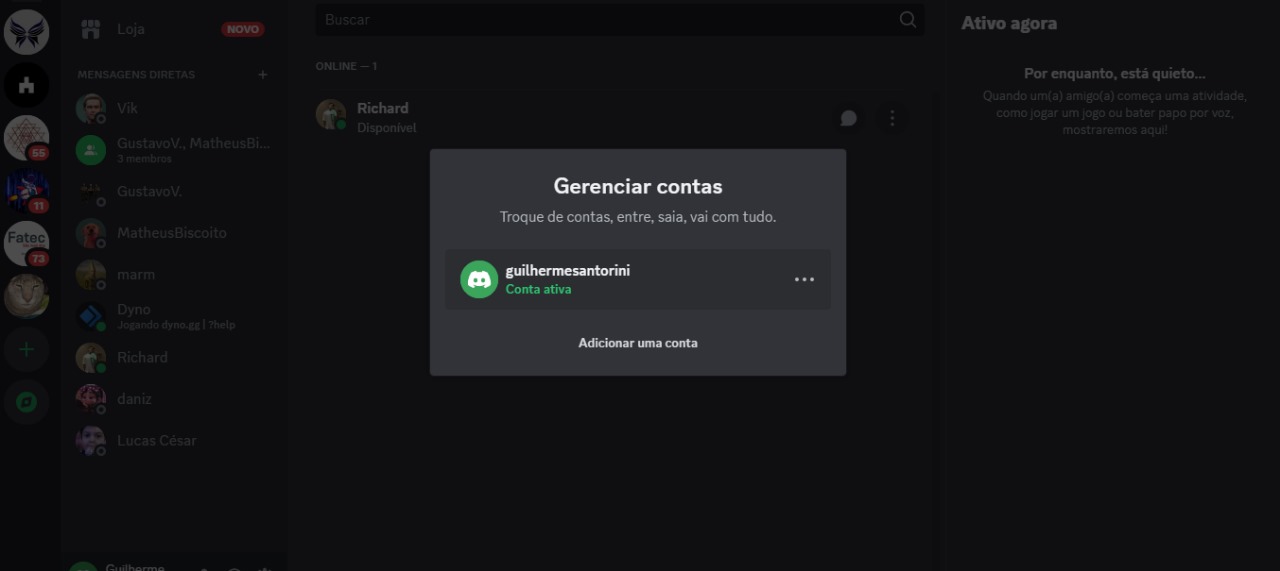 Loja
NOVO
MENSAGENS DIRETAS
Vik
GustavoV., MatheusBi...
3 membros
GustavoV.
MatheusBiscoito
marm
Dyno
Jogando dyno.gg | ?help
Richard
daniz
Lucas César
Guilherme
55
11
Fatec
73
Buscar
ONLINE — 1
Richard
Disponível
Gerenciar contas
Troque de contas, entre, saia, vai com tudo.
guilhermesantorini
Conta ativa
Adicionar uma conta
Ativo agora
Por enquanto, está quieto...
Quando um(a) amigo(a) começa uma atividade,
como jogar um jogo ou bater papo por voz,
mostraremos aqui!